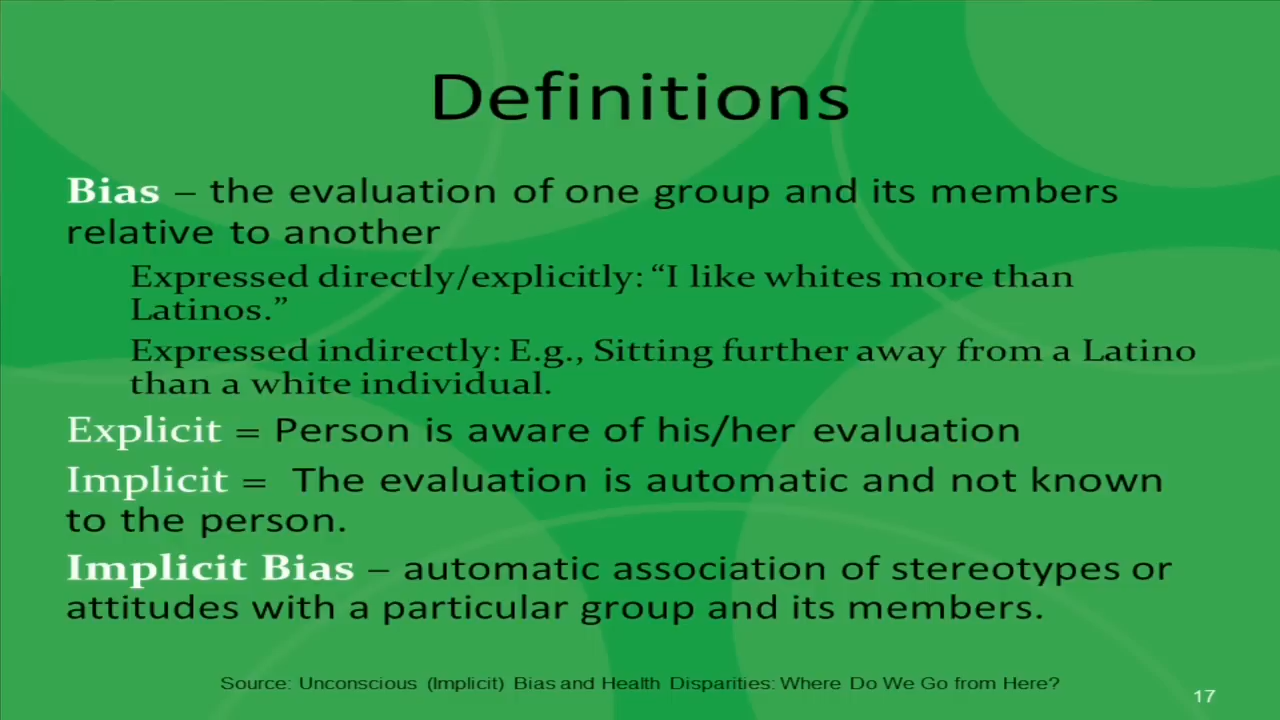 Definitions
Bias – the evaluation of one group and its members
relative to another
Expressed directly/explicitly: “I like whites more than
Latinos.”
Expressed indirectly: E.g., Sitting further away from a Latino
than a white individual.
Explicit = Person is aware of his/her evaluation
Implicit = The evaluation is automatic and not known
to the person.
Implicit Bias – automatic association of stereotypes or
attitudes with a particular group and its members.
Source: Unconscious (Implicit) Bias and Health Disparities: Where Do We Go from Here?
17